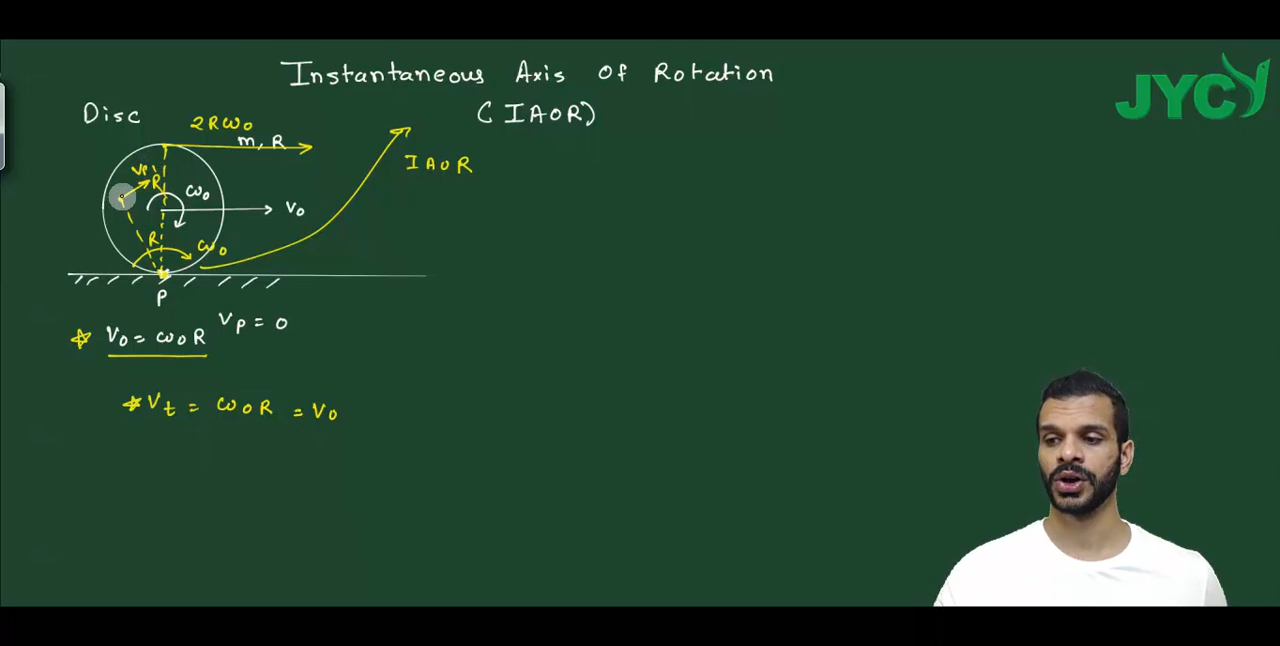 Instantaneous Axis Of Rotation
(IAOR)
JYC
Disc
2Rω₀
m, R
IAOR
R
ω₀
v₀
R
ω₀
P
v₀ = ω₀R
Vp = 0
Vt = ω₀R = v₀